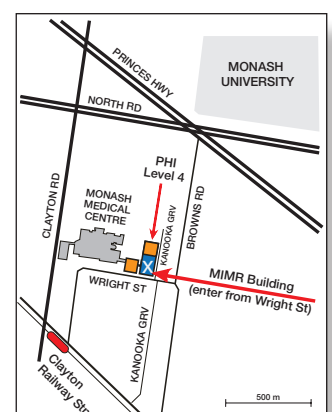 PRINCES HWY
MONASH
UNIVERSITY
NORTH RD
PHI
Level 4
CLAYTON RD
MONASH
MEDICAL
CENTRE
S
KANOOKA GRV
BROWNS RD
X
MIMR Building
(enter from Wright St)
WRIGHT ST
KANOOKA GRV
Clayton
Railway Stn
500 m